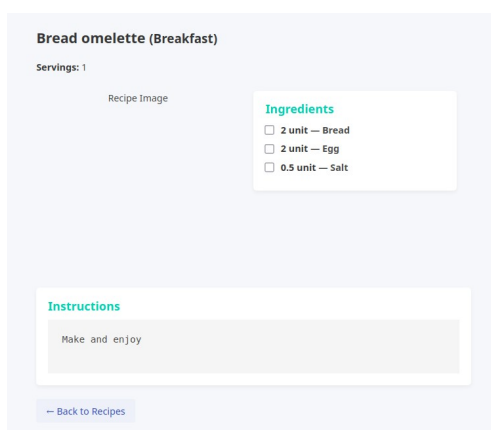 Bread omelette (Breakfast)
Servings: 1
Recipe Image
Ingredients
2 unit — Bread
2 unit — Egg
0.5 unit — Salt
Instructions
Make and enjoy
← Back to Recipes